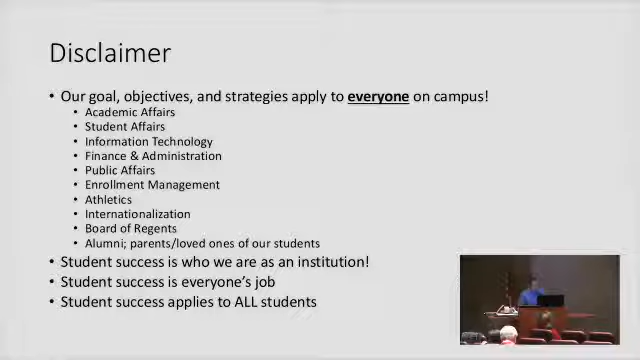 Disclaimer
• Our goal, objectives, and strategies apply to everyone on campus!
• Academic Affairs
• Student Affairs
• Information Technology
• Finance & Administration
• Public Affairs
• Enrollment Management
• Athletics
• Internationalization
• Board of Regents
• Alumni; parents/loved ones of our students
• Student success is who we are as an institution!
• Student success is everyone's job
• Student success applies to ALL students